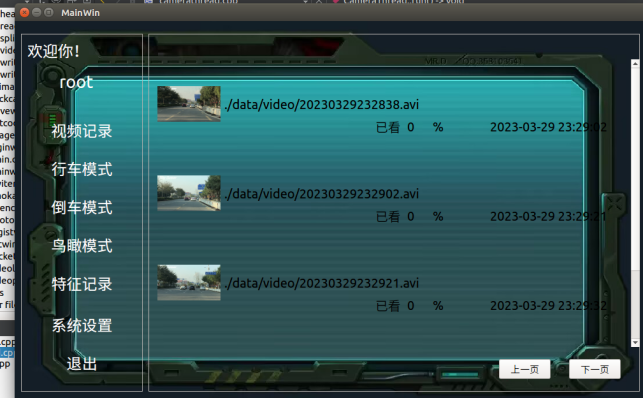 MainWin
欢迎你!
root
视频记录
行车模式
倒车模式
鸟瞰模式
特征记录
系统设置
退出
./data/video/20230329232838.avi
已看 0 % 2023-03-29 23:29:02
./data/video/20230329232902.avi
已看 0 % 2023-03-29 23:29:21
./data/video/20230329232921.avi
已看 0 % 2023-03-29 23:29:32
上一页
下一页